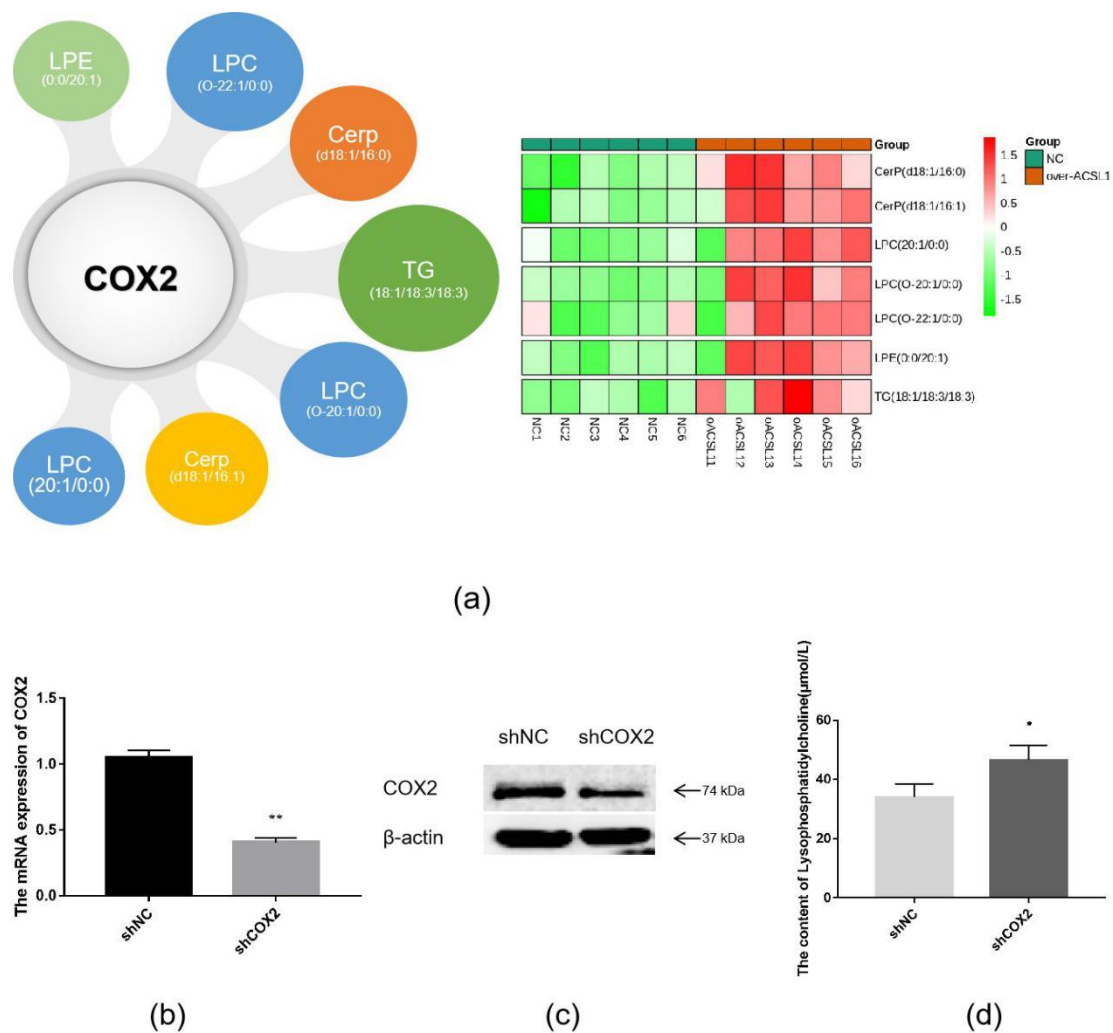 LPE
(0:0/20:1)
LPC
(O-22:1/0:0)
Cerp
(d18:1/16:0)
TG
(18:1/18:3/18:3)
LPC
(O-20:1/0:0)
Cerp
(d18:1/16:1)
LPC
(20:1/0:0)
COX2
Group
CerP(d18:1/16:0)
CerP(d18:1/16:1)
LPC(20:1/0:0)
LPC(O-20:1/0:0)
LPC(O-22:1/0:0)
LPE(0:0/20:1)
TG(18:1/18:3/18:3)
NC1
NC2
NC3
NC4
NC5
NC6
oACSL11
oACSL12
oACSL13
oACSL14
oACSL15
oACSL16
1.5
1
0.5
0
-0.5
-1
-1.5
Group
NC
over-ACSL1
(a)
The mRNA expression of COX2
1.5
1.0
0.5
0.0
**
shNC
shCOX2
(b)
shNC shCOX2
COX2
74 kDa
β-actin
37 kDa
(c)
The content of Lysophosphatidylcholine(μmol/L)
60
40
20
0
*
shNC
shCOX2
(d)